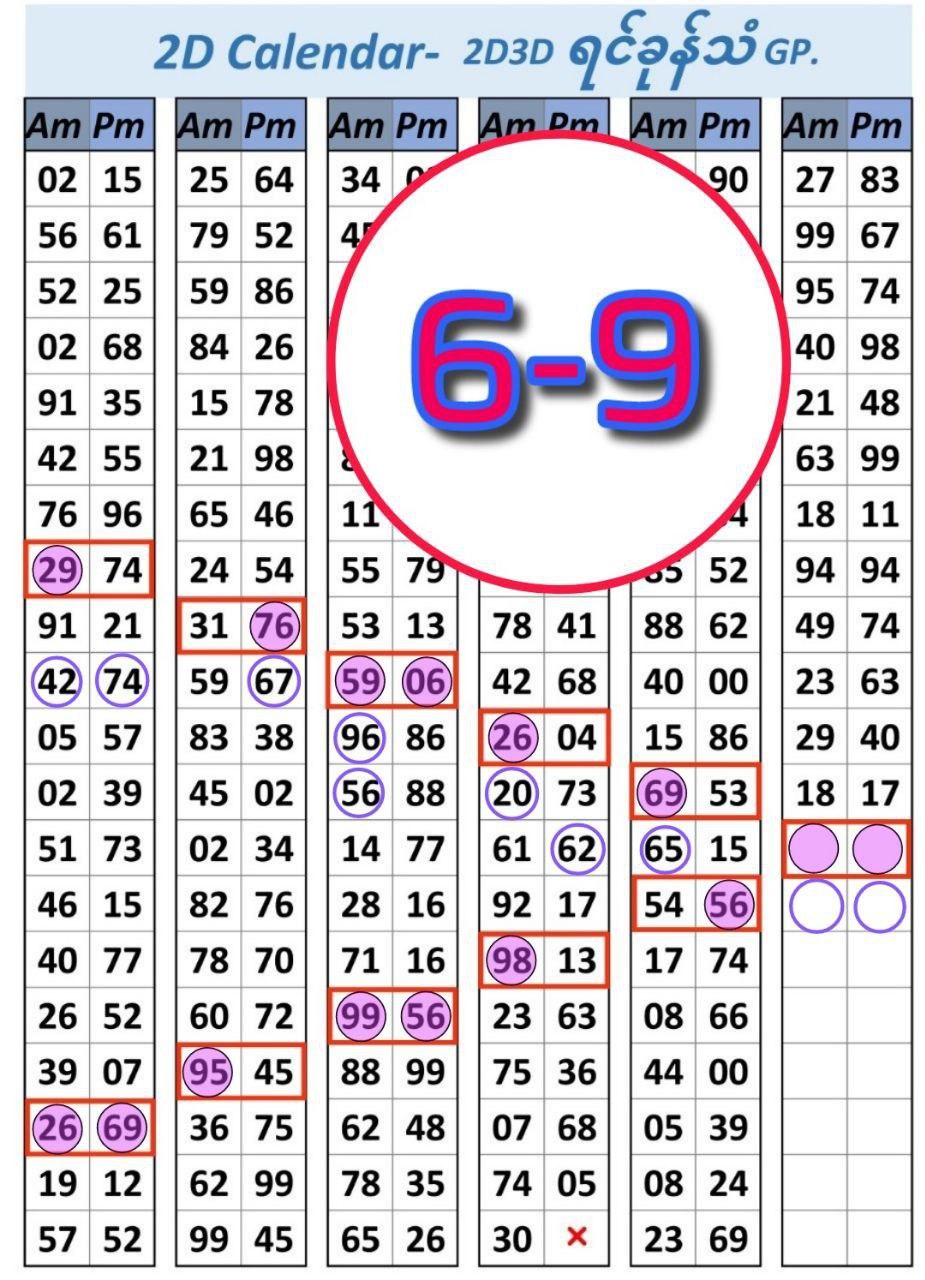 2D Calendar- 2D3D ရင်ခုန်သံ GP.
Am Pm Am Pm Am Pm Am Pm Am Pm Am Pm
02 15 25 64 34 90 27 83
56 61 79 52 99 67
52 25 59 86 95 74
02 68 84 26 40 98
6-9
91 35 15 78 21 48
42 55 21 98 63 99
76 96 65 46 11 18 11
29 74 24 54 55 79 85 52 94 94
91 21 31 76 53 13 78 41 88 62 49 74
42 74 59 67 59 06 42 68 40 00 23 63
05 57 83 38 96 86 26 04 15 86 29 40
02 39 45 02 56 88 20 73 69 53 18 17
51 73 02 34 14 77 61 62 65 15
46 15 82 76 28 16 92 17 54 56
40 77 78 70 71 16 98 13 17 74
26 52 60 72 99 56 23 63 08 66
39 07 95 45 88 99 75 36 44 00
26 69 36 75 62 48 07 68 05 39
19 12 62 99 78 35 74 05 08 24
57 52 99 45 65 26 30 × 23 69